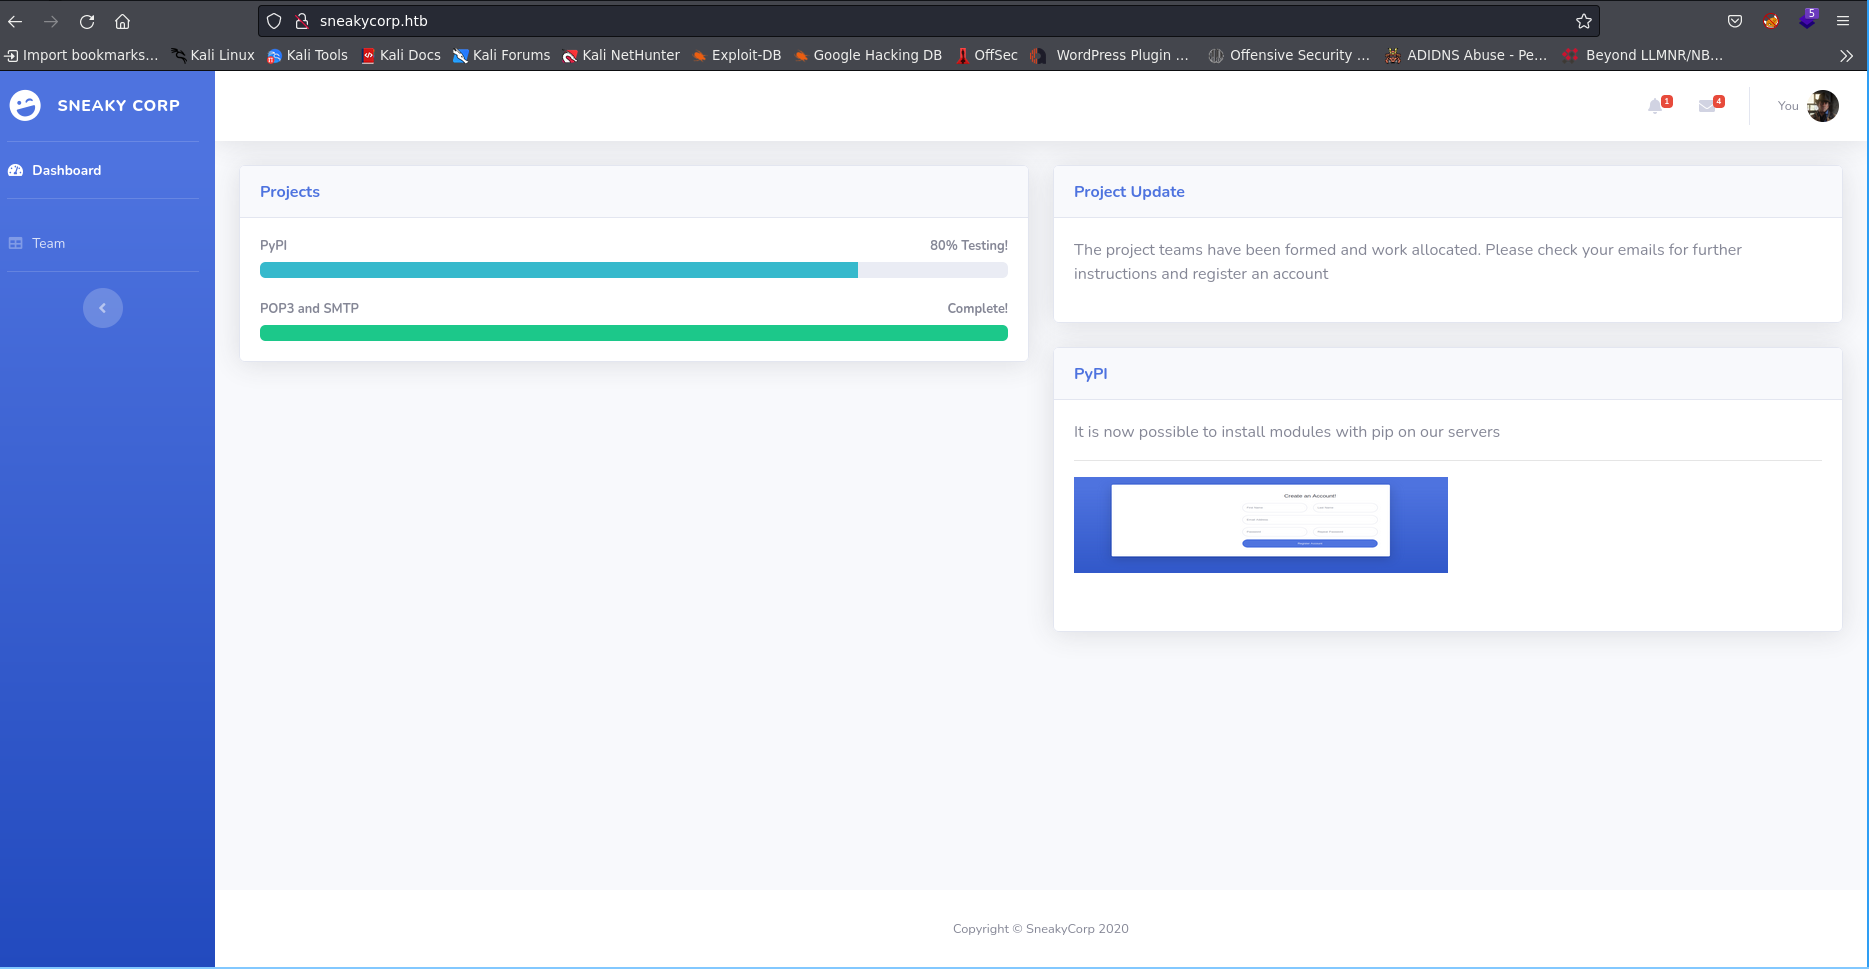 sneakycorp.htb
5
Import bookmarks... Kali Linux Kali Tools Kali Docs Kali Forums Kali NetHunter Exploit-DB Google Hacking DB OffSec WordPress Plugin ... Offensive Security ... ADIDNS Abuse - Pe... Beyond LLMNR/NB...
SNEAKY CORP
1
4
You
Dashboard
Team
Projects
PyPI 80% Testing!
POP3 and SMTP Complete!
Project Update
The project teams have been formed and work allocated. Please check your emails for further
instructions and register an account
PyPI
It is now possible to install modules with pip on our servers
Create an Account!
Copyright © SneakyCorp 2020